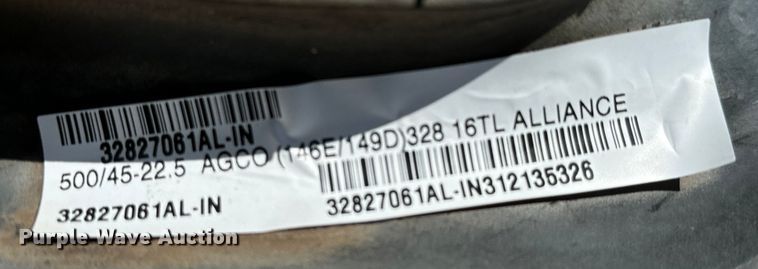 32827061AL-IN
500/45-22.5 AGCO (146E/149D)328 16TL ALLIANCE
32827061AL-IN
32827061AL-IN312135326
Purple Wave Auction